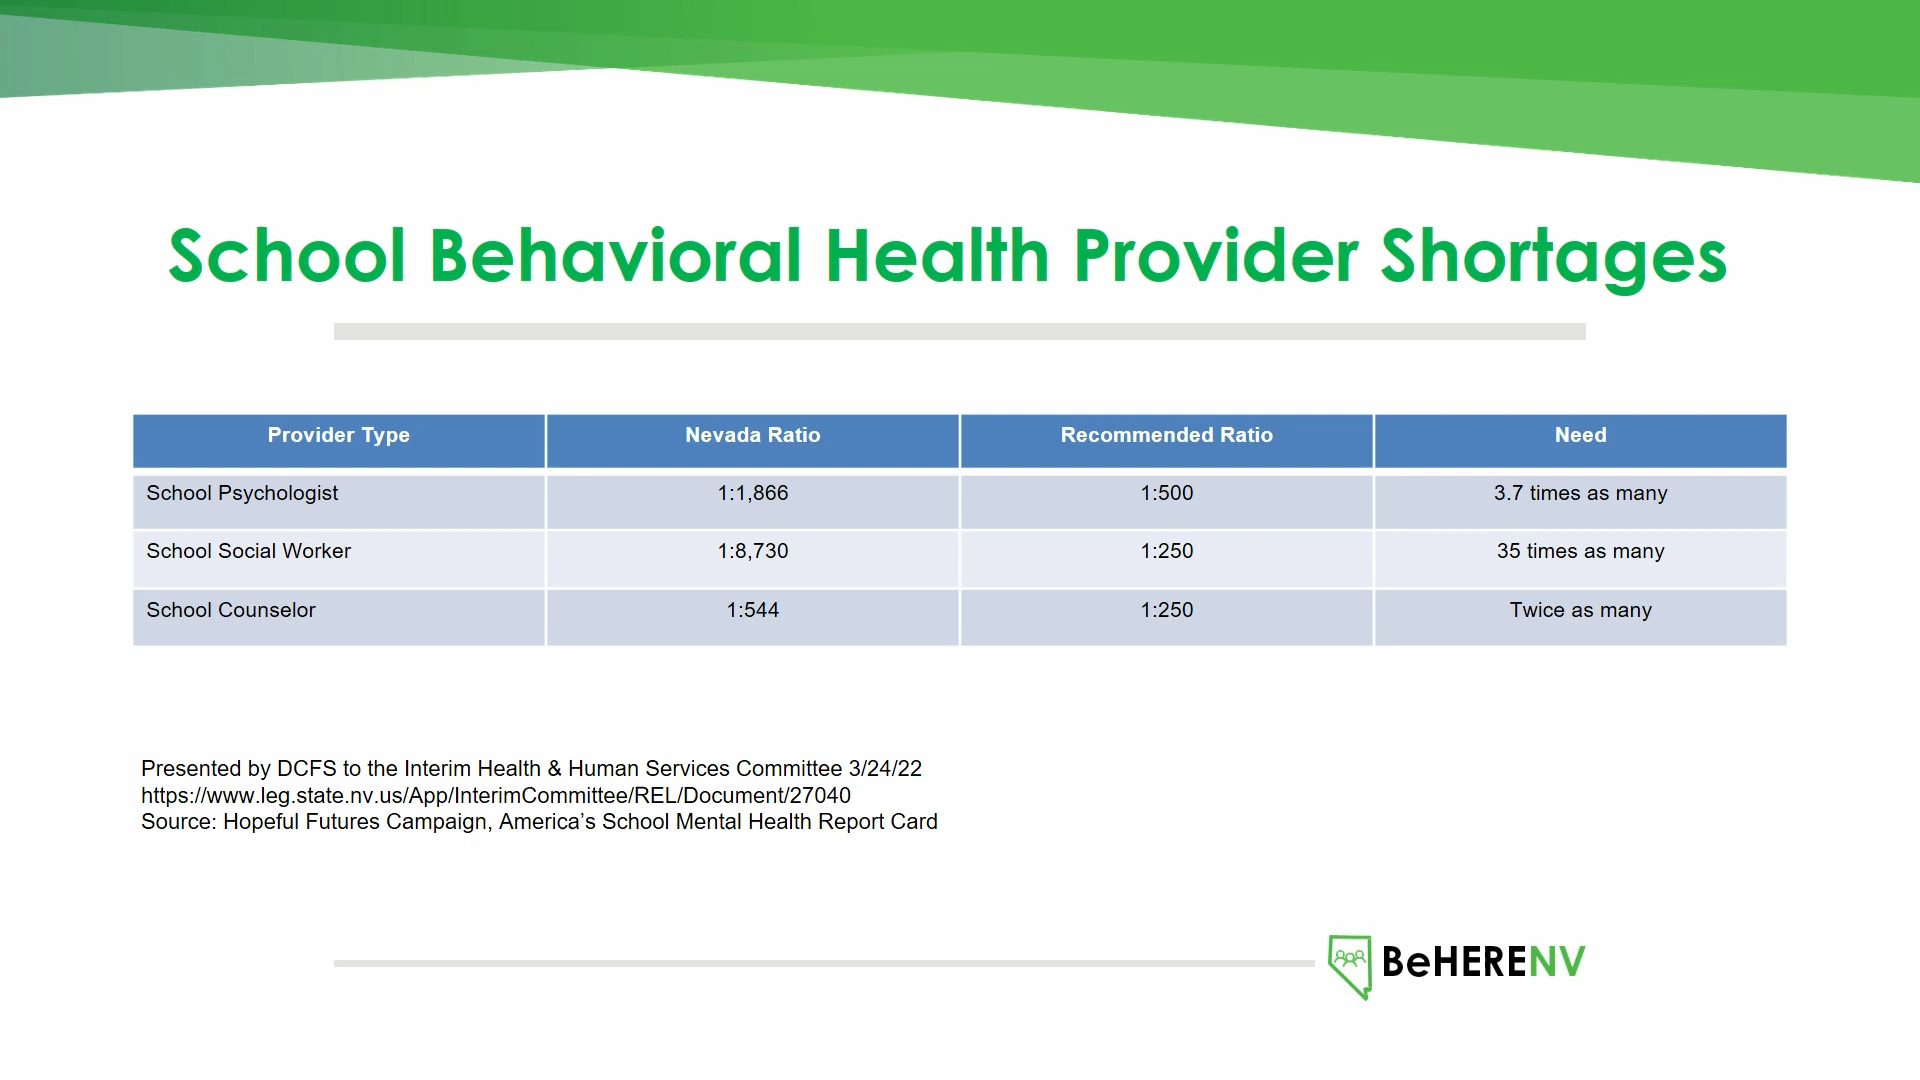 School Behavioral Health Provider Shortages
Provider Type Nevada Ratio Recommended Ratio Need
School Psychologist 1:1,866 1:500 3.7 times as many
School Social Worker 1:8,730 1:250 35 times as many
School Counselor 1:544 1:250 Twice as many
Presented by DCFS to the Interim Health & Human Services Committee 3/24/22
https://www.leg.state.nv.us/App/InterimCommittee/REL/Document/27040
Source: Hopeful Futures Campaign, America’s School Mental Health Report Card
BeHERENV